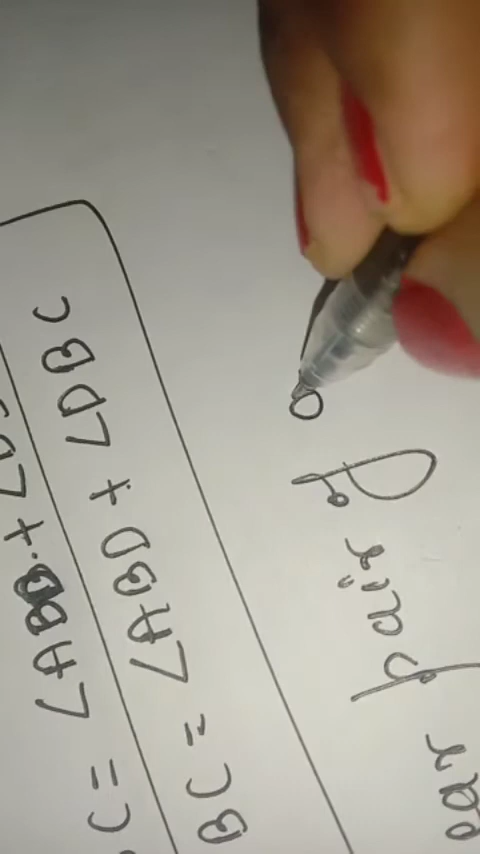 C = ∠ABD + ∠D
BC = ∠ABD + ∠DBC
ear pair of